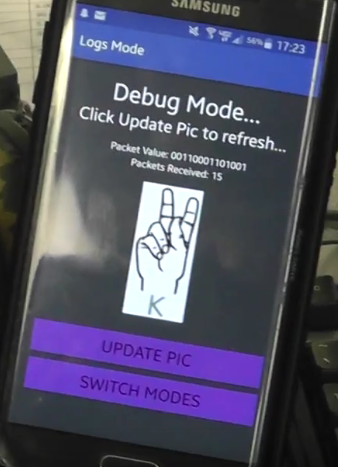 SAMSUNG
56% 17:23
Logs Mode
Debug Mode...
Click Update Pic to refresh...
Packet Value: 00110001101001
Packets Received: 15
K
UPDATE PIC
SWITCH MODES